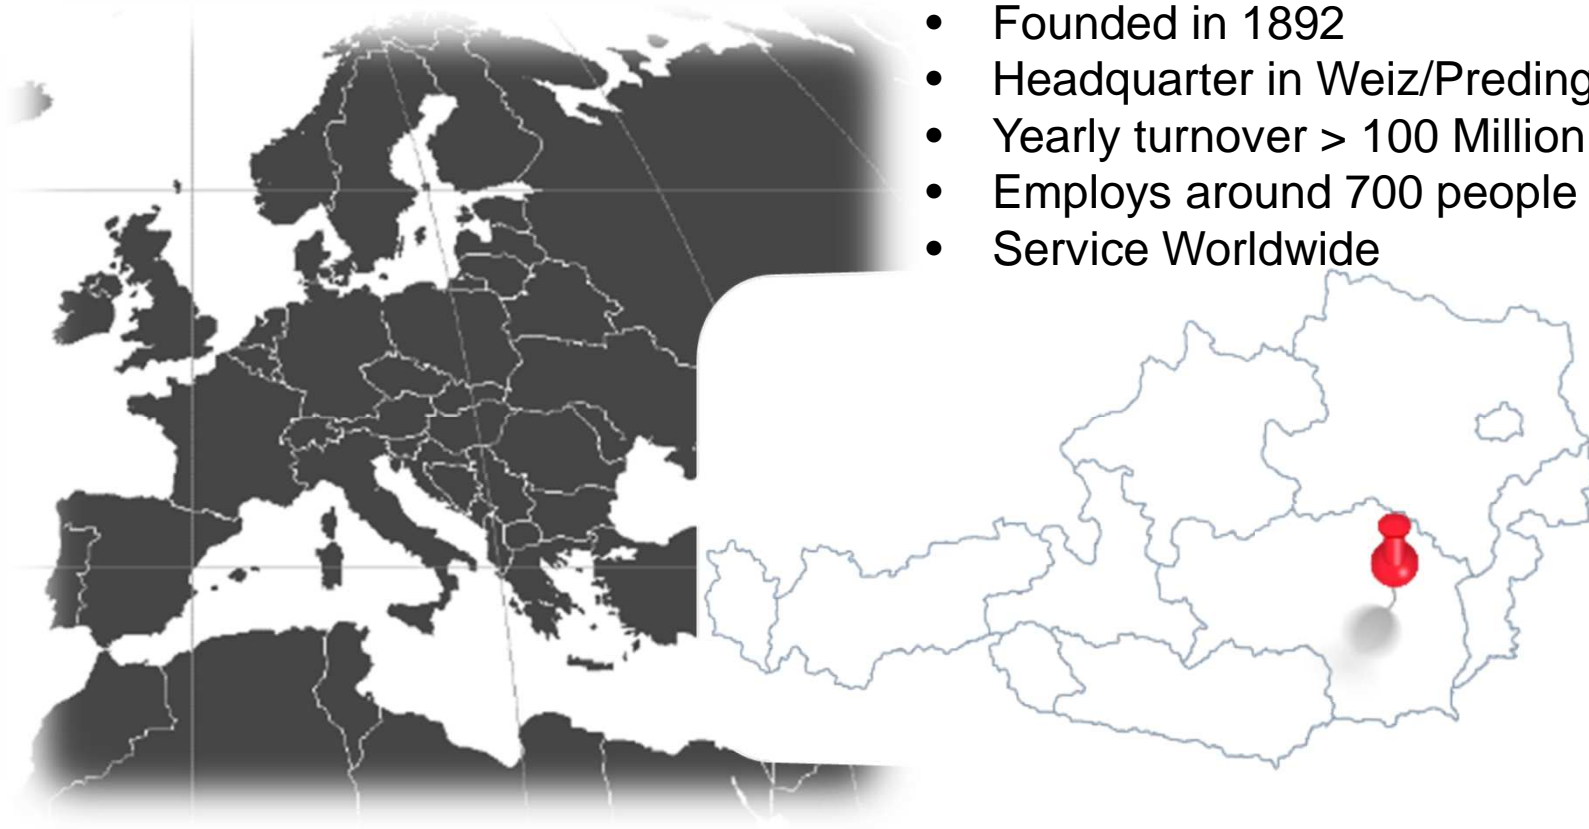 • Founded in 1892
• Headquarter in Weiz/Preding
• Yearly turnover > 100 Million
• Employs around 700 people
• Service Worldwide